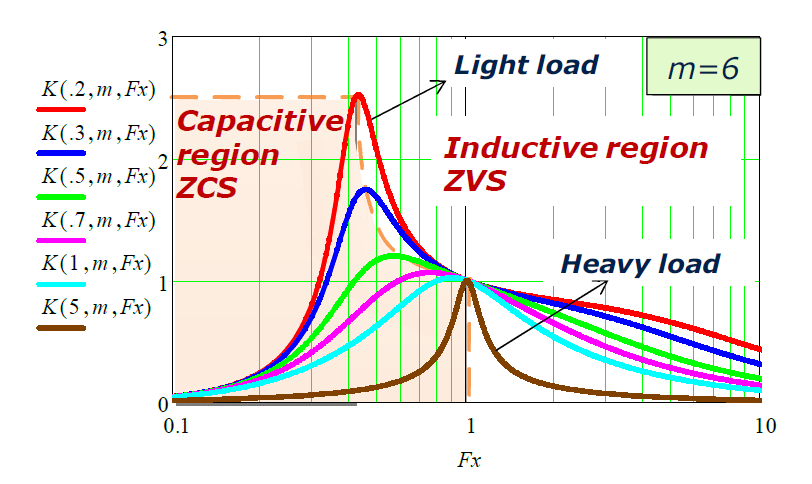 3
Light load
m=6
K(.2,m,Fx)
Capacitive
K(.3,m,Fx)
2
region
Inductive region
K(.5,m,Fx)
ZCS
ZVS
K(.7,m,Fx)
K(1,m,Fx)
Heavy load
1
K(5,m,Fx)
0
0.1
1
10
Fx